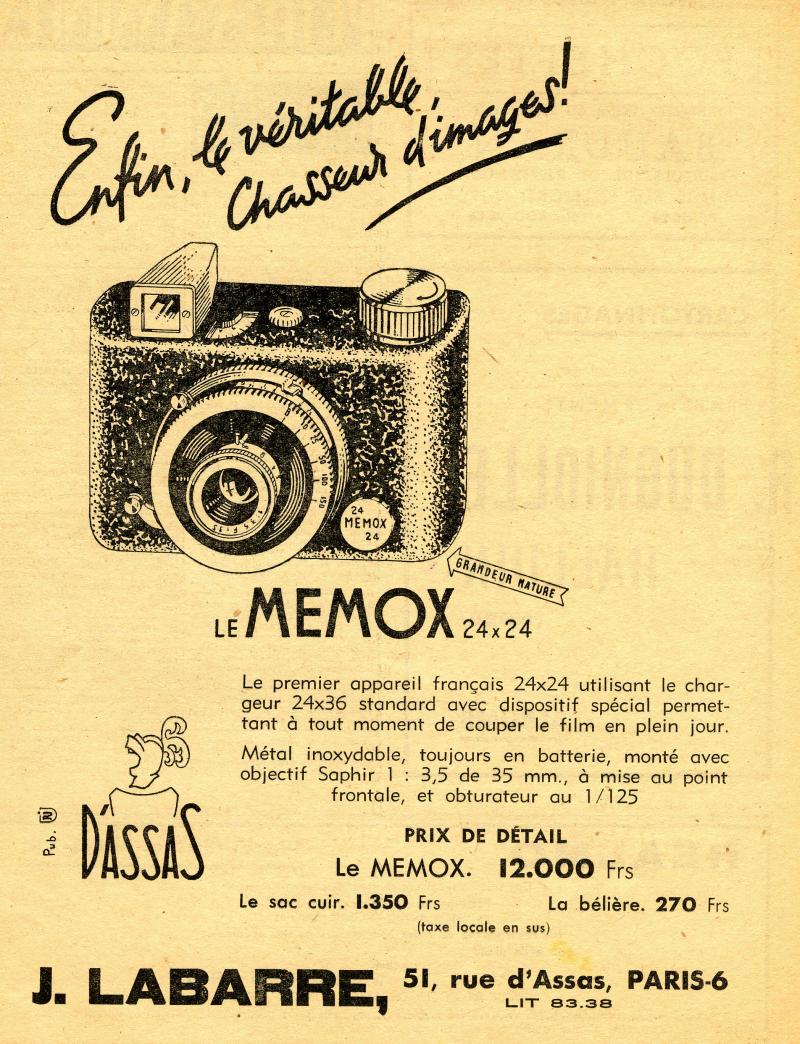 Enfin, le véritable,
Chasseur d'images!
24
MEMOX
24
GRANDEUR NATURE
LE MEMOX 24x24
Le premier appareil français 24x24 utilisant le char-
geur 24x36 standard avec dispositif spécial permet-
tant à tout moment de couper le film en plein jour.
Métal inoxydable, toujours en batterie, monté avec
objectif Saphir 1 : 3,5 de 35 mm., à mise au point
frontale, et obturateur au 1/125
Pub.
D'ASSAS
PRIX DE DÉTAIL
Le MEMOX. 12.000 Frs
Le sac cuir. 1.350 Frs La bélière. 270 Frs
(taxe locale en sus)
J. LABARRE, 51, rue d'Assas, PARIS-6
LIT 83.38